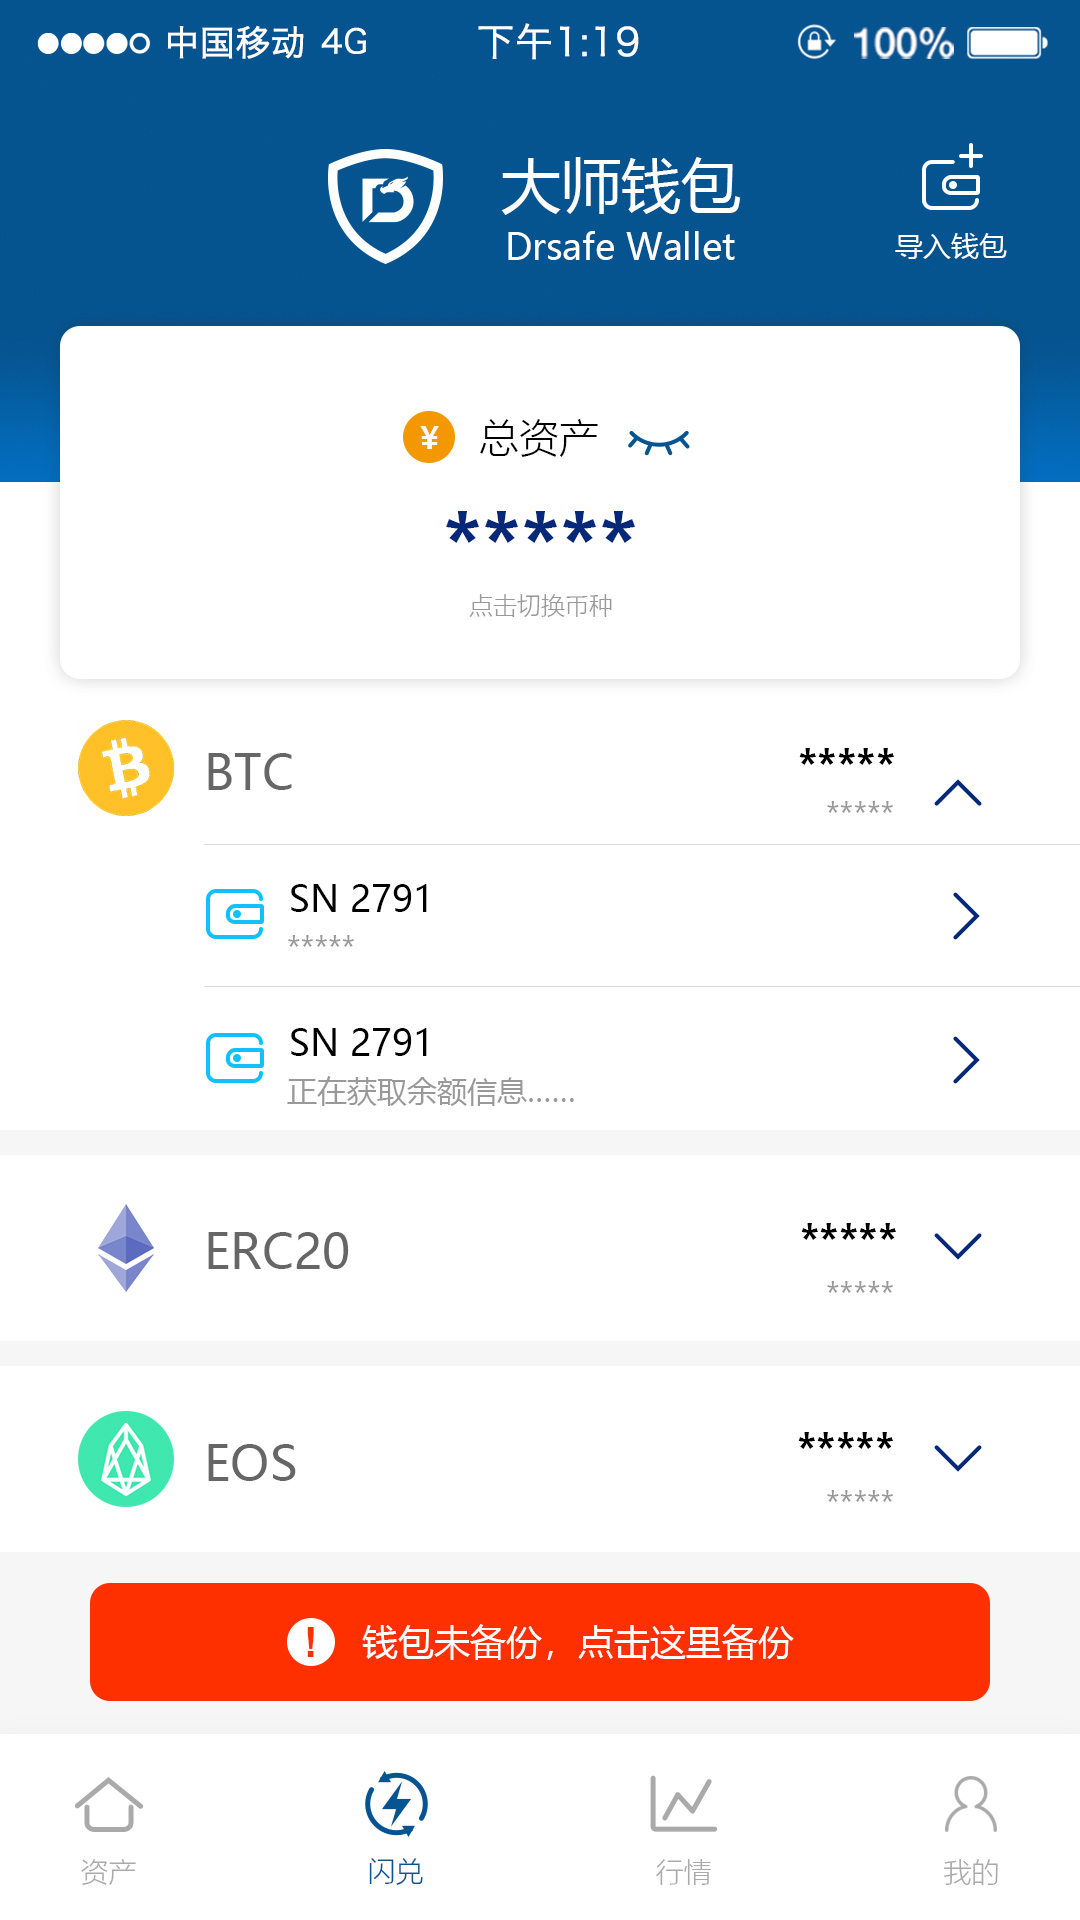 中国移动 4G 下午1:19 100%
大师钱包
Drsafe Wallet
导入钱包
¥ 总资产
*****
点击切换币种
BTC *****
*****
SN 2791
*****
SN 2791
正在获取余额信息......
ERC20 *****
*****
EOS *****
*****
! 钱包未备份，点击这里备份
资产 闪兑 行情 我的